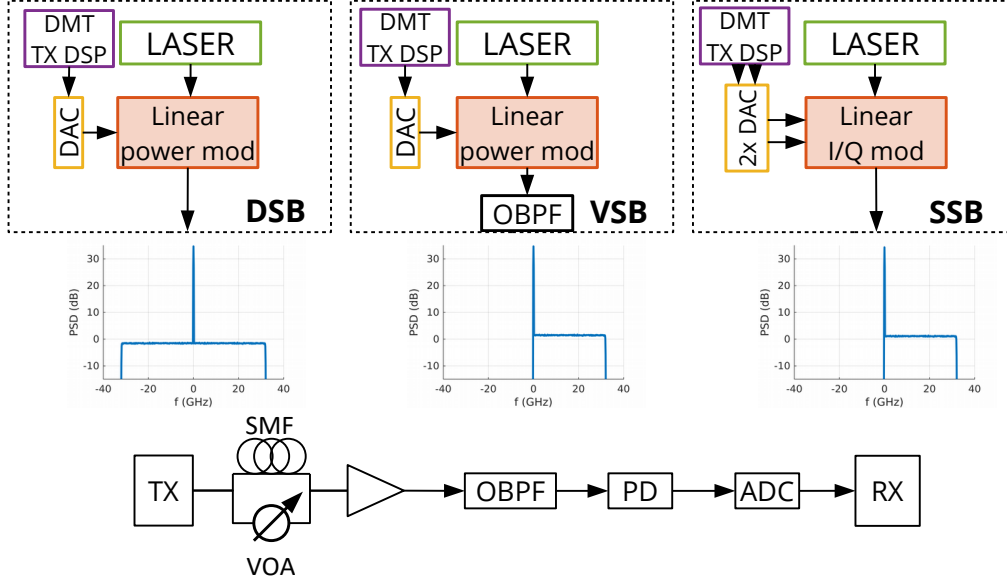 DMT
TX DSP
LASER
DAC
Linear
power mod
DSB
DMT
TX DSP
LASER
DAC
Linear
power mod
OBPF
VSB
DMT
TX DSP
LASER
2x DAC
Linear
I/Q mod
SSB
PSD (dB)
30
20
10
0
-10
-40
-20
0
20
40
f (GHz)
PSD (dB)
30
20
10
0
-10
-40
-20
0
20
40
f (GHz)
PSD (dB)
30
20
10
0
-10
-40
-20
0
20
40
f (GHz)
SMF
TX
VOA
OBPF
PD
ADC
RX